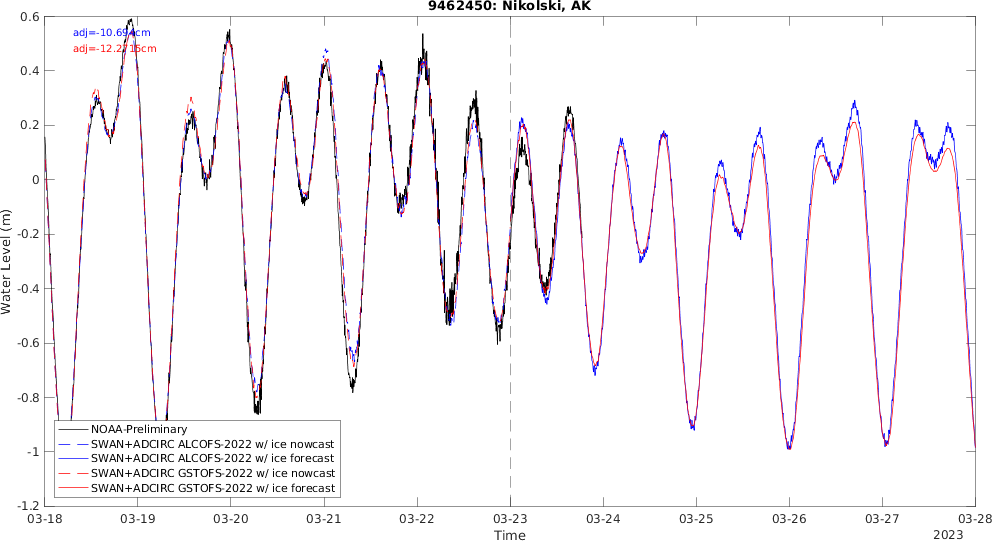 9462450: Nikolski, AK
adj=-10.694cm
adj=-12.2715cm
0.6
0.4
0.2
0
-0.2
-0.4
-0.6
-0.8
-1
-1.2
Water Level (m)
NOAA-Preliminary
SWAN+ADCIRC ALCOFS-2022 w/ ice nowcast
SWAN+ADCIRC ALCOFS-2022 w/ ice forecast
SWAN+ADCIRC GSTOFS-2022 w/ ice nowcast
SWAN+ADCIRC GSTOFS-2022 w/ ice forecast
03-18 03-19 03-20 03-21 03-22 03-23 03-24 03-25 03-26 03-27 03-28
Time
2023